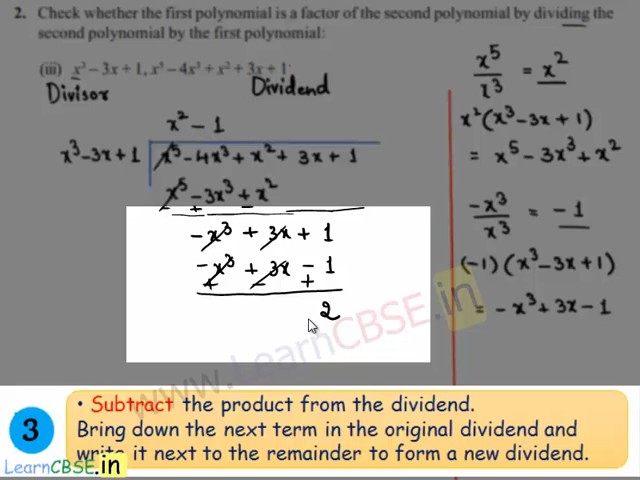 2. Check whether the first polynomial is a factor of the second polynomial by dividing the
second polynomial by the first polynomial:
(iii) x³ – 3x + 1, x⁵ – 4x³ + x² + 3x + 1
Divisor Dividend
x² - 1
x³-3x+1 x⁵ - 4x³ + x² + 3x + 1
x⁵ - 3x³ + x²
- + -
-x³ + 3x + 1
-x³ + 3x - 1
+ - +
2
x⁵/x³ = x²
x²(x³-3x+1)
= x⁵ - 3x³ + x²
-x³/x³ = -1
(-1)(x³-3x+1)
= -x³+3x-1
www.LearnCBSE.in
3
• Subtract the product from the dividend.
Bring down the next term in the original dividend and
write it next to the remainder to form a new dividend.
LearnCBSE.in